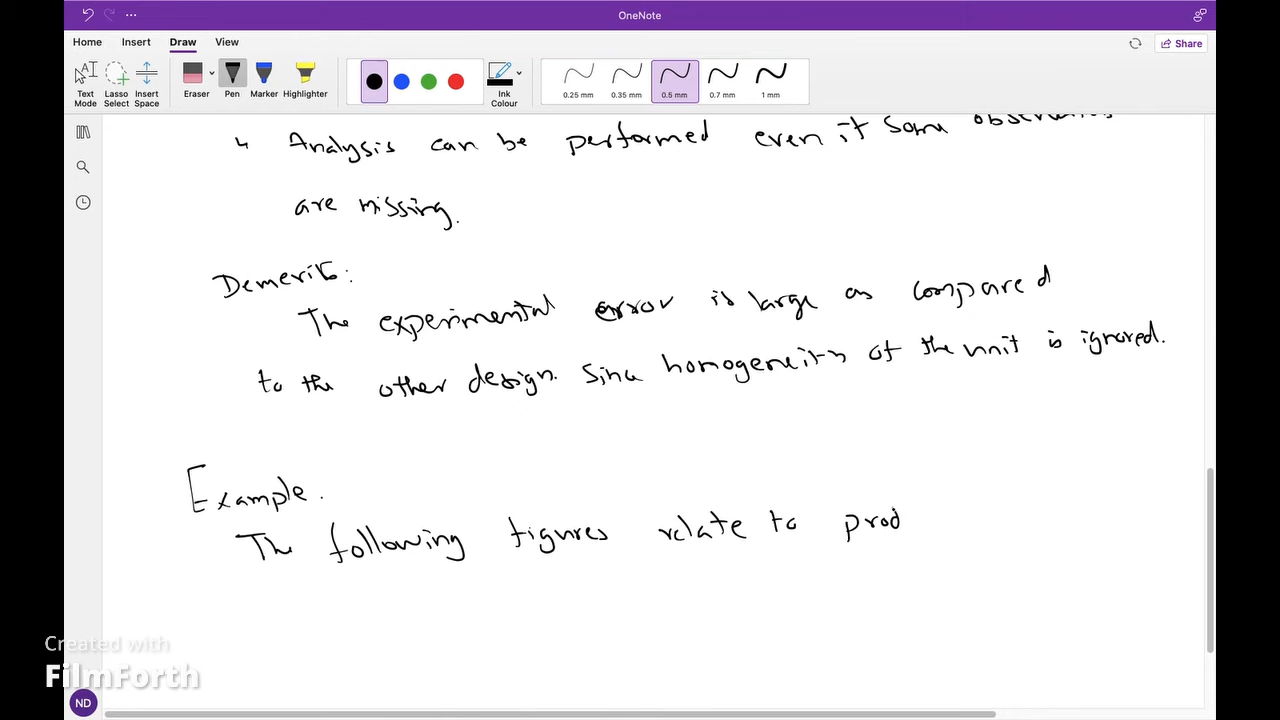 OneNote
Home Insert Draw View
Share
Text Mode Lasso Select Insert Space Eraser Pen Marker Highlighter Ink Colour 0.25 mm 0.35 mm 0.5 mm 0.7 mm 1 mm
4 Analysis can be performed even if some
are missing.
Demerits:
The experimental error is large as compared
to the other design. Since homogeneity of the unit is ignored.
Example.
The following figures relate to prod
Created with
FilmForth
ND